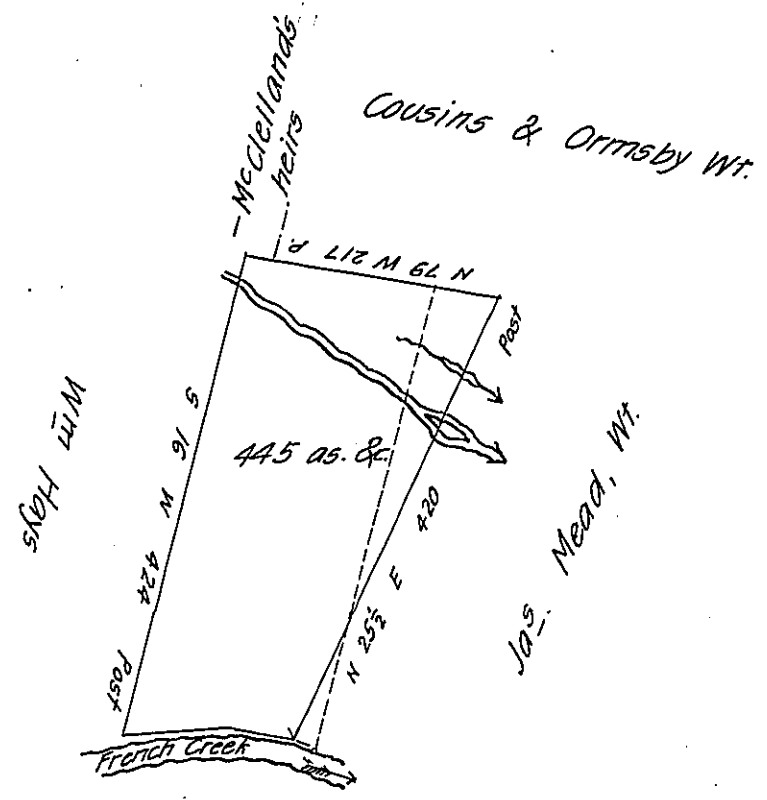 McClellands
heirs
Cousins & Ormsby Wt.
N 79 W 217 P.
Post
S 16 W 424
Post
445 as. &c.
N 25½ E 420
Wm Hays
Jas. Mead, Wt.
French Creek